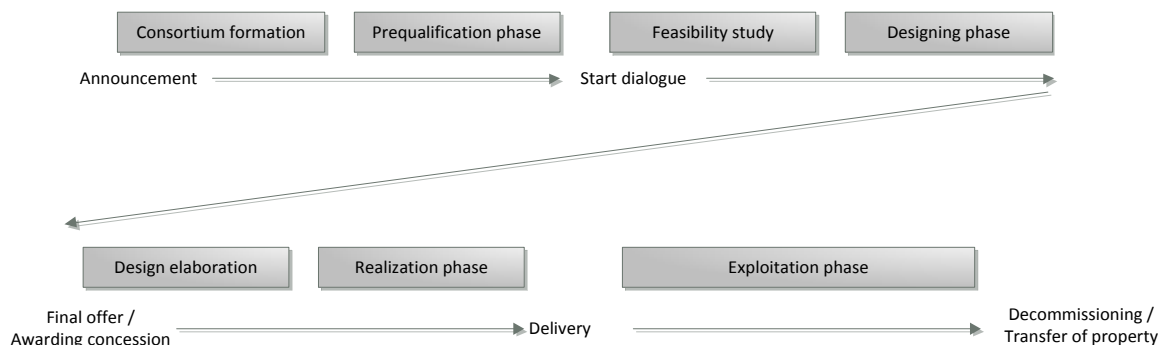 Consortium formation
Prequalification phase
Feasibility study
Designing phase
Announcement
Start dialogue
Design elaboration
Realization phase
Exploitation phase
Final offer /
Awarding concession
Delivery
Decommissioning /
Transfer of property